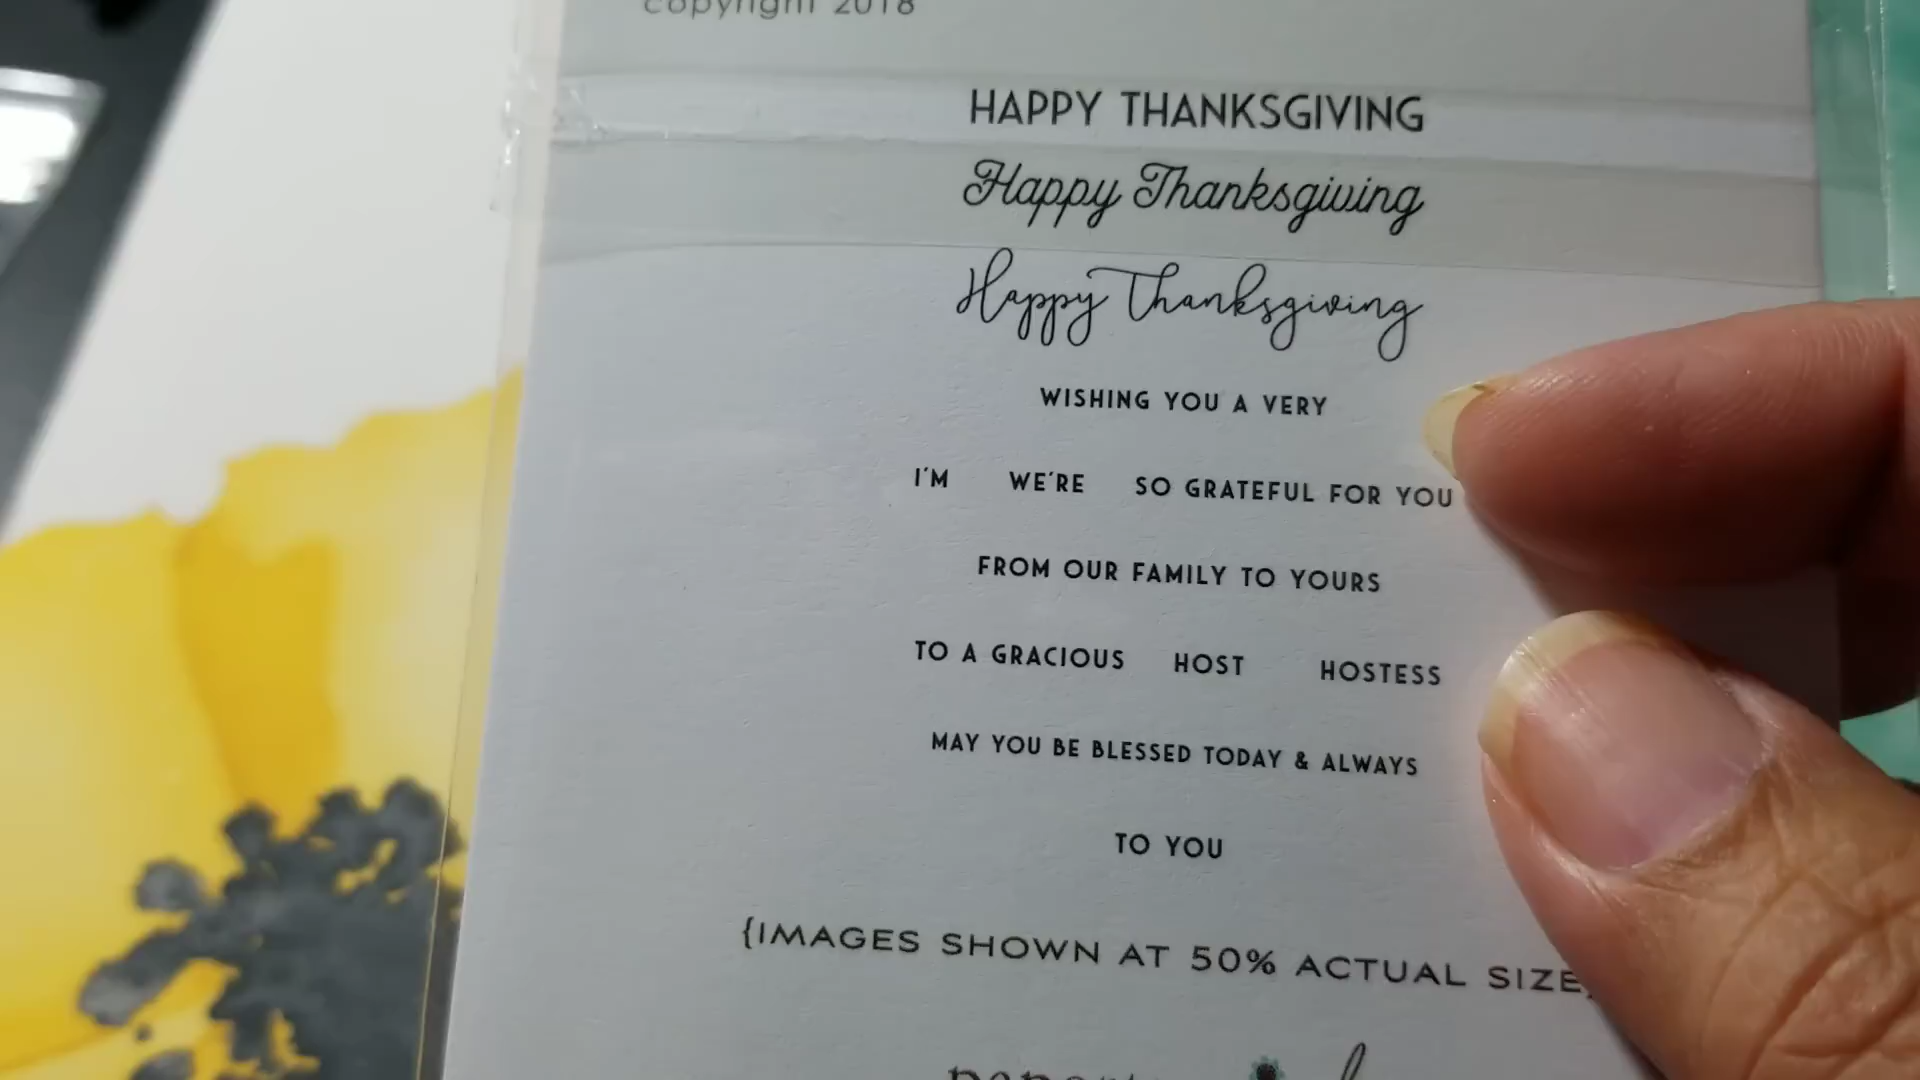 copyright 2018
HAPPY THANKSGIVING
Happy Thanksgiving
Happy Thanksgiving
WISHING YOU A VERY
I'M WE'RE SO GRATEFUL FOR YOU
FROM OUR FAMILY TO YOURS
TO A GRACIOUS HOST HOSTESS
MAY YOU BE BLESSED TODAY & ALWAYS
TO YOU
{IMAGES SHOWN AT 50% ACTUAL SIZE}